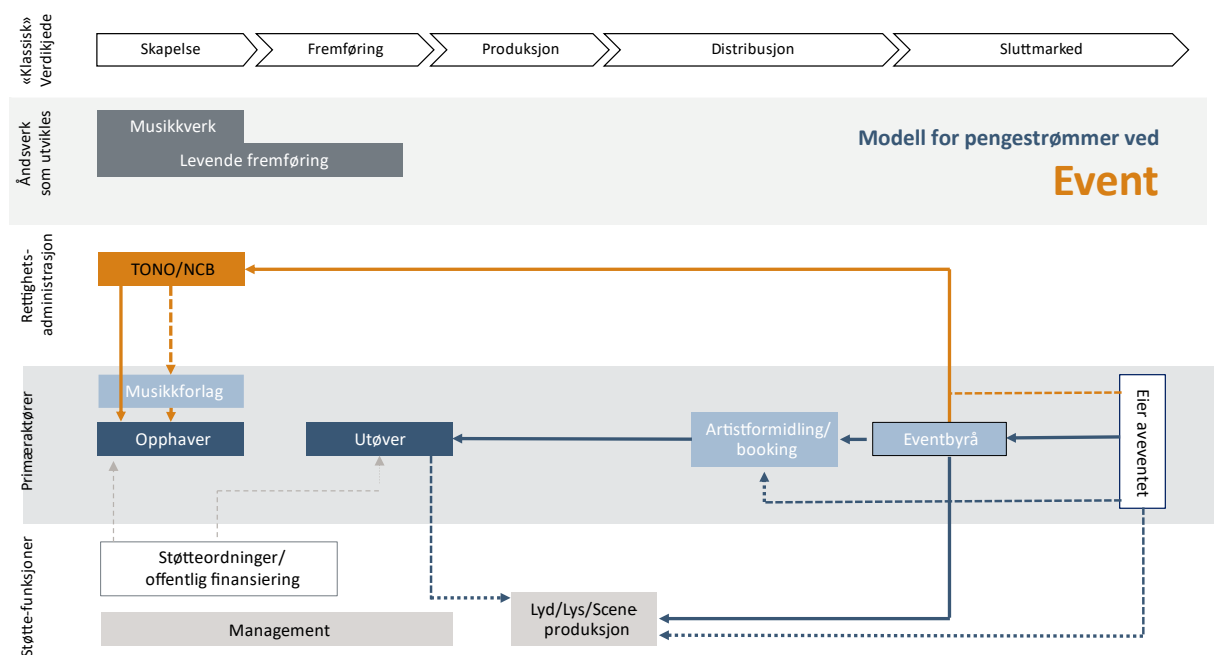 «Klassisk»
Verdikjede
Skapelse
Fremføring
Produksjon
Distribusjon
Sluttmarked
Åndsverk
som utvikles
Musikkverk
Levende fremføring
Modell for pengestrømmer ved
Event
Rettighets-
administrasjon
TONO/NCB
Primæraktører
Musikkforlag
Opphaver
Utøver
Artistformidling/
booking
Eventbyrå
Eier aveventet
Støtte-funksjoner
Støtteordninger/
offentlig finansiering
Management
Lyd/Lys/Scene
produksjon